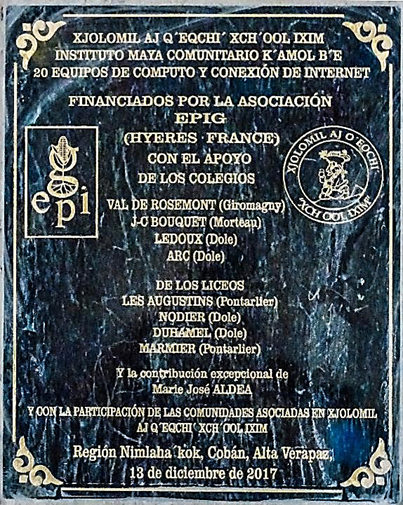 XJOLOMIL AJ Q´EQCHI´ XCH´OOL IXIM
INSTITUTO MAYA COMUNITARIO K´AMOL B´E
20 EQUIPOS DE COMPUTO Y CONEXIÓN DE INTERNET
FINANCIADOS POR LA ASOCIACIÓN
EPIG
(HYERES - FRANCE)
CON EL APOYO
DE LOS COLEGIOS
epi
XJOLOMIL AJ Q EQCHI
"XCH OOL IXIM"
VAL DE ROSEMONT (Giromagny)
J-C BOUQUET (Morteau)
LEDOUX (Dole)
ARC (Dole)
DE LOS LICEOS
LES AUGUSTINS (Pontarlier)
NODIER (Dole)
DUHAMEL (Dole)
MARMIER (Pontarlier)
Y la contribución excepcional de
Marie José ALDEA
Y CON LA PARTICIPACIÓN DE LAS COMUNIDADES ASOCIADAS EN XJOLOMIL
AJ Q´EQCHI´ XCH´OOL IXIM
Región Nimlaha´kok, Cobán, Alta Verapaz,
13 de diciembre de 2017